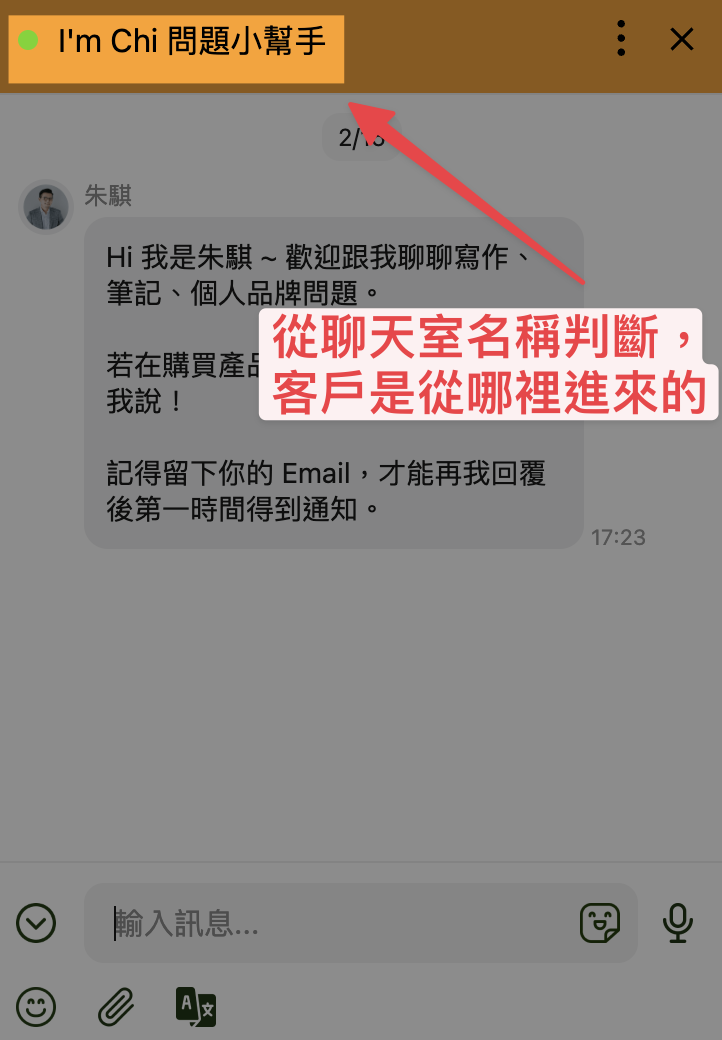 I'm Chi 問題小幫手
2/13
朱騏
Hi 我是朱騏 ~ 歡迎跟我聊聊寫作、
筆記、個人品牌問題。
若在購買產品
我說！
從聊天室名稱判斷，
客戶是從哪裡進來的
記得留下你的 Email，才能再我回覆
後第一時間得到通知。
17:23
輸入訊息...
A 文